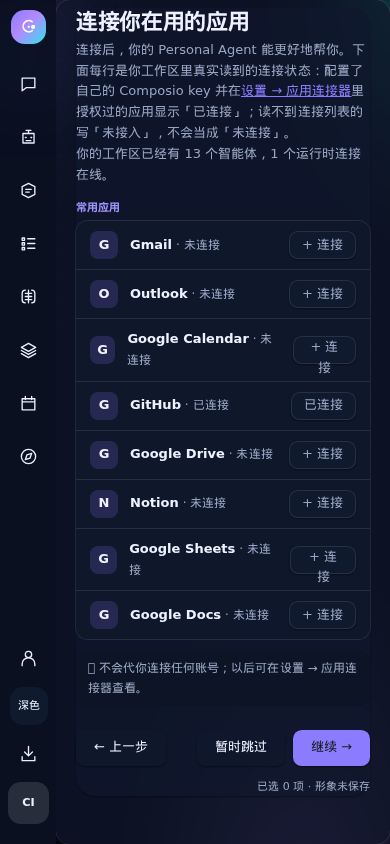 连接你在用的应用
连接后，你的 Personal Agent 能更好地帮你。下
面每行是你工作区里真实读到的连接状态：配置了
自己的 Composio key 并在设置 → 应用连接器里
授权过的应用显示「已连接」；读不到连接列表的
写「未接入」，不会当成「未连接」。
你的工作区已经有 13 个智能体，1 个运行时连接
在线。
常用应用
G Gmail · 未连接 + 连接
O Outlook · 未连接 + 连接
G Google Calendar · 未
连接
+ 连
接
G GitHub · 已连接 已连接
G Google Drive · 未连接 + 连接
N Notion · 未连接 + 连接
G Google Sheets · 未连
接
+ 连
接
G Google Docs · 未连接 + 连接
不会代你连接任何账号；以后可在设置 → 应用连
接器查看。
深色
← 上一步 暂时跳过 继续 →
已选 0 项 · 形象未保存
CI